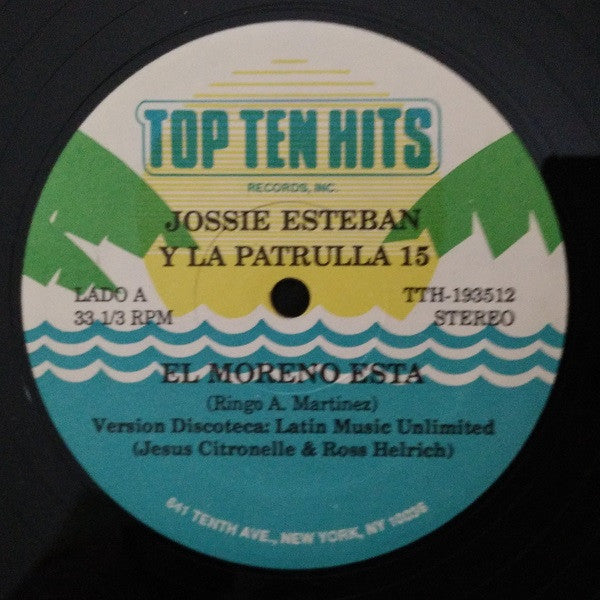 TOP TEN HITS
RECORDS, INC.
JOSSIE ESTEBAN
Y LA PATRULLA 15
LADO A
33 1/3 RPM
TTH-193512
STEREO
EL MORENO ESTA
(Ringo A. Martinez)
Version Discoteca: Latin Music Unlimited
(Jesus Citronelle & Ross Helrich)
641 TENTH AVE., NEW YORK, NY 10036